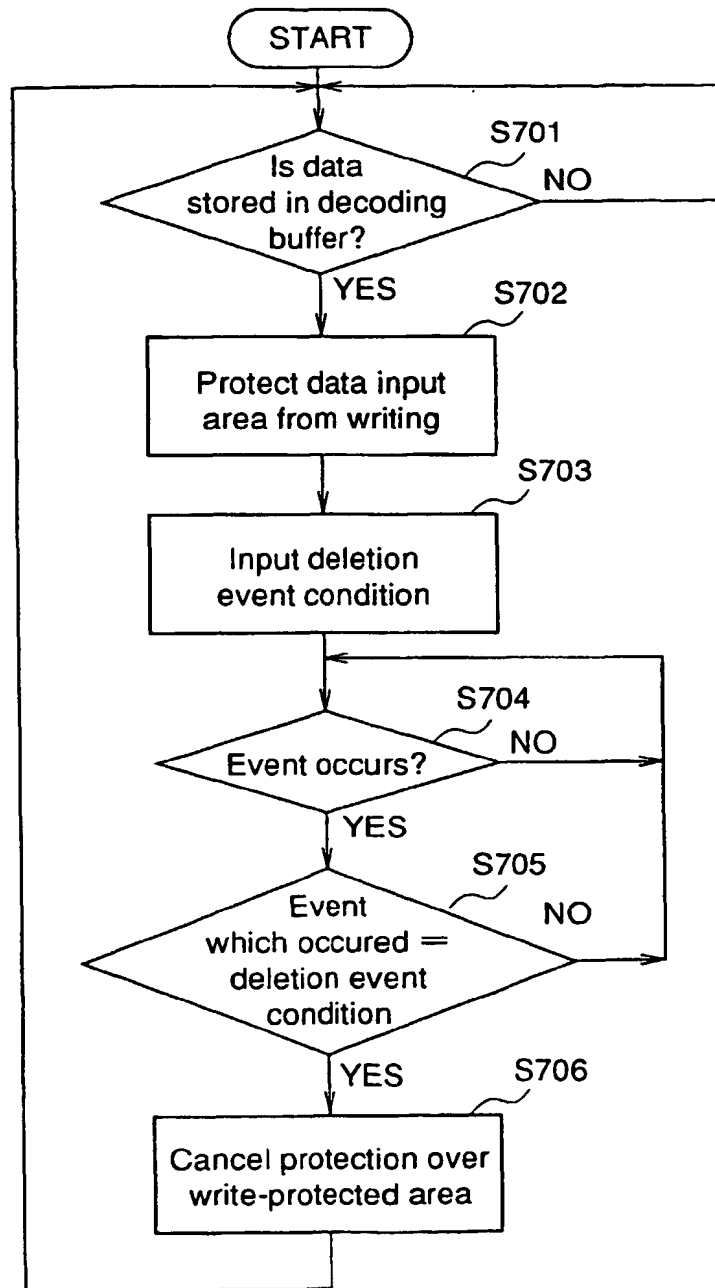 START
S701
Is data
stored in decoding
buffer?
NO
YES
S702
Protect data input
area from writing
S703
Input deletion
event condition
S704
Event occurs?
NO
YES
S705
Event
which occured =
deletion event
condition
NO
YES
S706
Cancel protection over
write-protected area